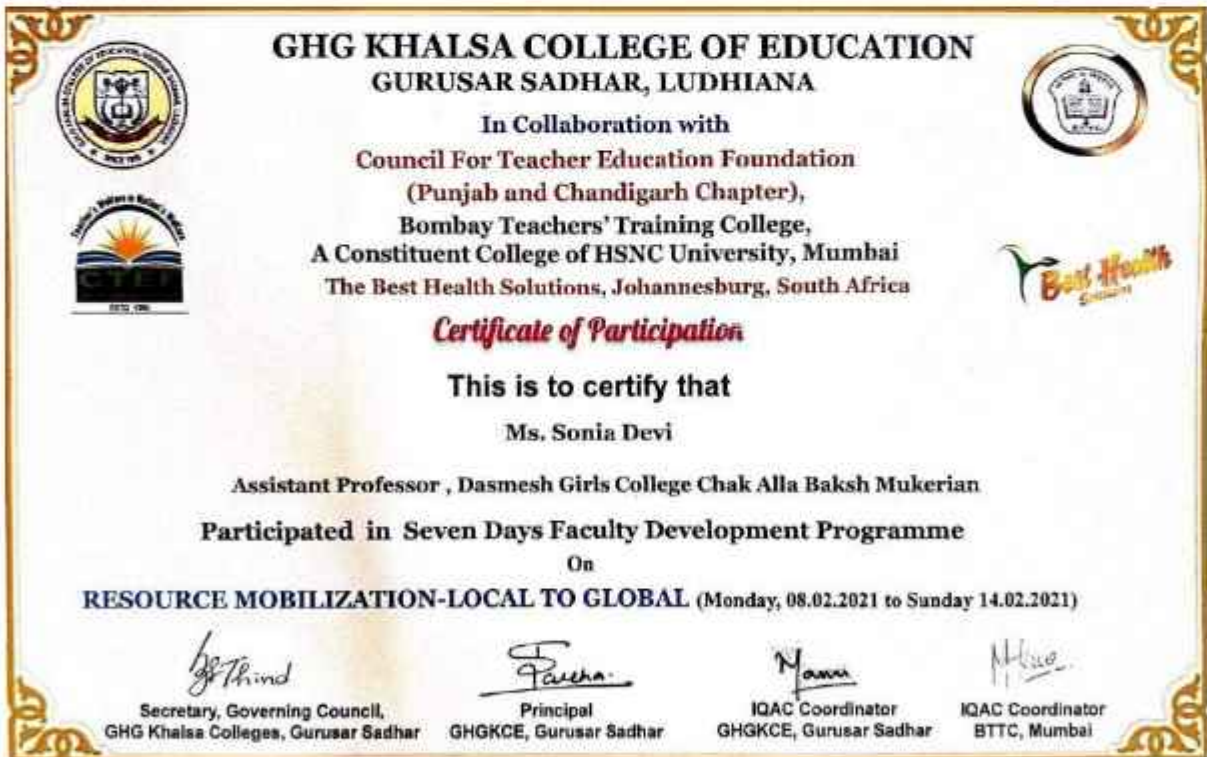 GHG KHALSA COLLEGE OF EDUCATION
GURUSAR SADHAR, LUDHIANA
In Collaboration with
Council For Teacher Education Foundation
(Punjab and Chandigarh Chapter),
Bombay Teachers' Training College,
A Constituent College of HSNC University, Mumbai
The Best Health Solutions, Johannesburg, South Africa
CTEF
Best Health
Solutions
Certificate of Participation
This is to certify that
Ms. Sonia Devi
Assistant Professor , Dasmesh Girls College Chak Alla Baksh Mukerian
Participated in Seven Days Faculty Development Programme
On
RESOURCE MOBILIZATION-LOCAL TO GLOBAL (Monday, 08.02.2021 to Sunday 14.02.2021)
Secretary, Governing Council,
GHG Khalsa Colleges, Gurusar Sadhar
Principal
GHGKCE, Gurusar Sadhar
IQAC Coordinator
GHGKCE, Gurusar Sadhar
IQAC Coordinator
BTTC, Mumbai